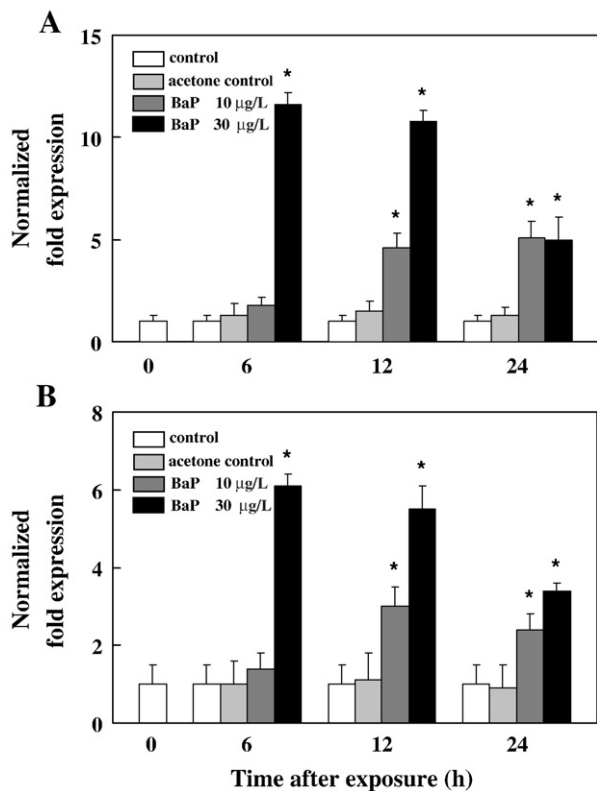 A
15
10
5
0
Normalized
fold expression
control
acetone control
BaP 10 μg/L
BaP 30 μg/L
*
*
*
*
*
0 6 12 24
B
8
6
4
2
0
Normalized
fold expression
control
acetone control
BaP 10 μg/L
BaP 30 μg/L
*
*
*
*
*
0 6 12 24
Time after exposure (h)